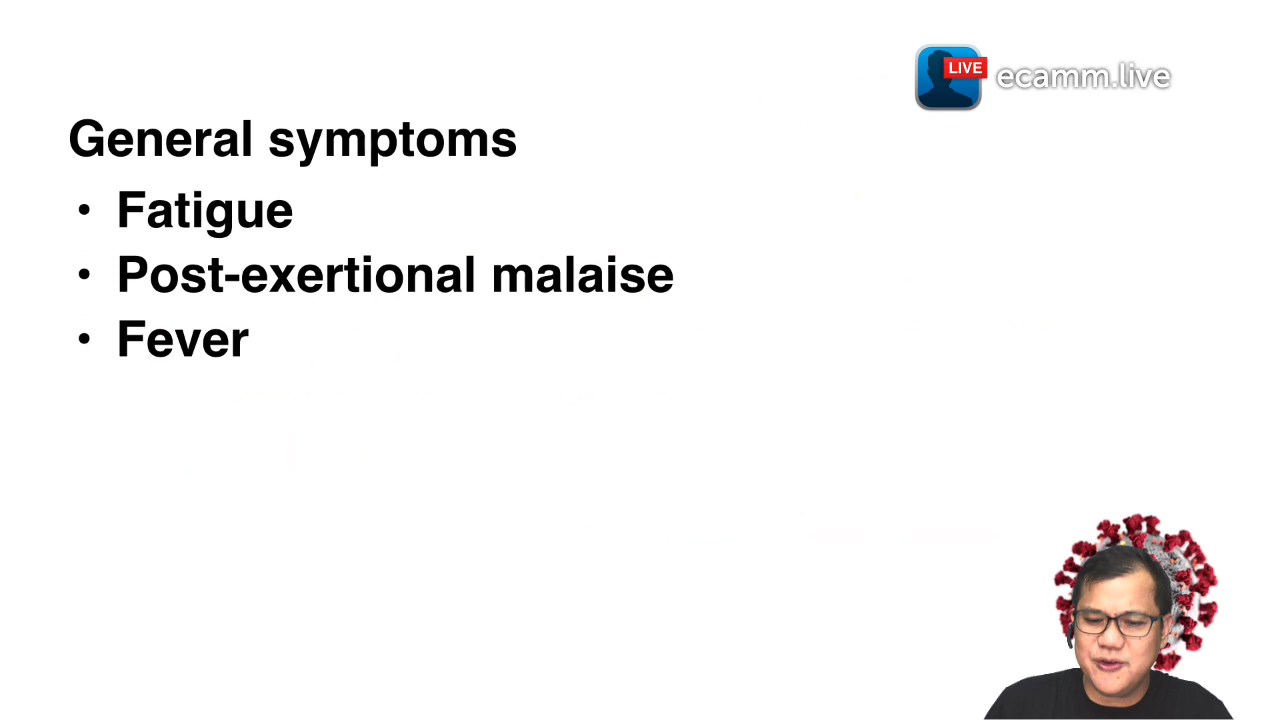 LIVE ecamm.live
General symptoms
• Fatigue
• Post-exertional malaise
• Fever